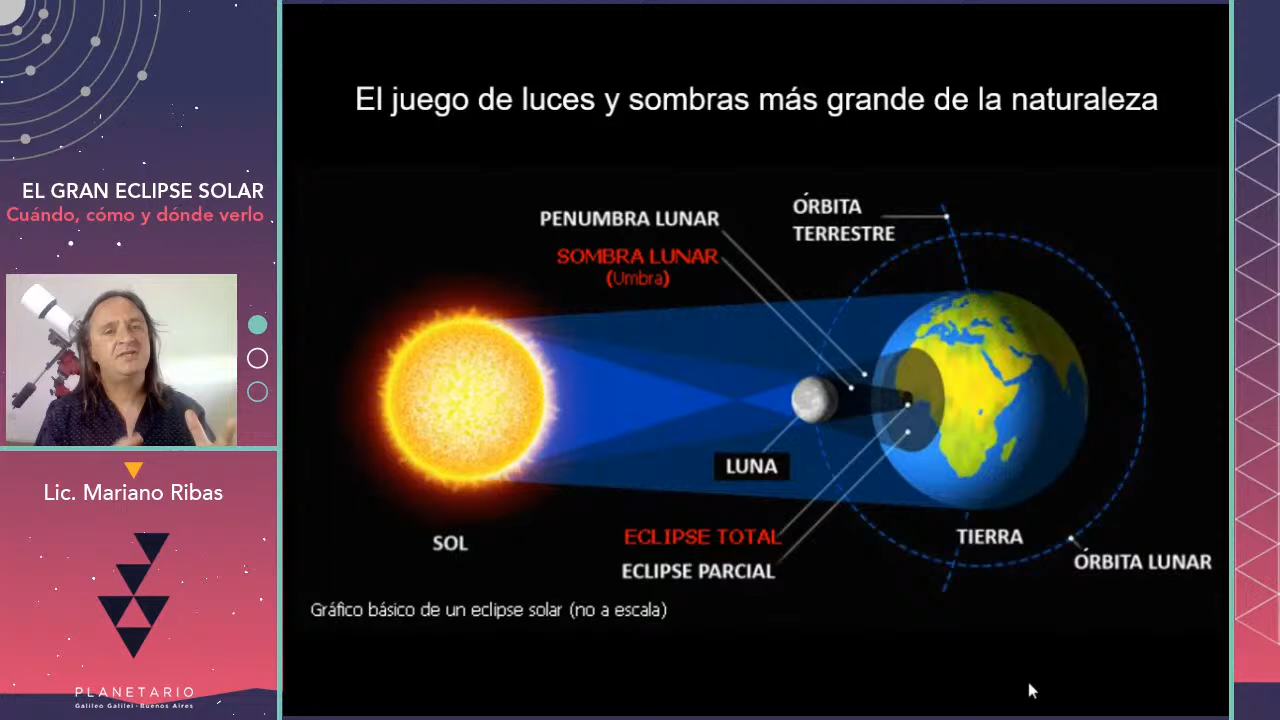 EL GRAN ECLIPSE SOLAR
Cuándo, cómo y dónde verlo
Lic. Mariano Ribas
PLANETARIO
Galileo Galilei · Buenos Aires
El juego de luces y sombras más grande de la naturaleza
PENUMBRA LUNAR
SOMBRA LUNAR
(Umbra)
ÓRBITA
TERRESTRE
LUNA
SOL
ECLIPSE TOTAL
ECLIPSE PARCIAL
TIERRA
ÓRBITA LUNAR
Gráfico básico de un eclipse solar (no a escala)